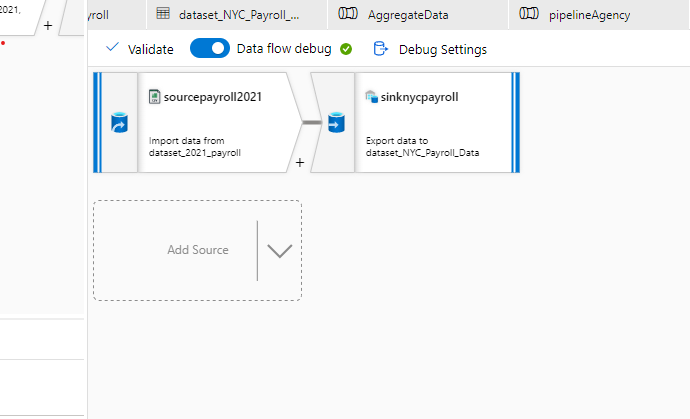 2021,
yroll
dataset_NYC_Payroll_...
AggregateData
pipelineAgency
Validate
Data flow debug
Debug Settings
sourcepayroll2021
Import data from
dataset_2021_payroll
+
sinknycpayroll
Export data to
dataset_NYC_Payroll_Data
+
Add Source